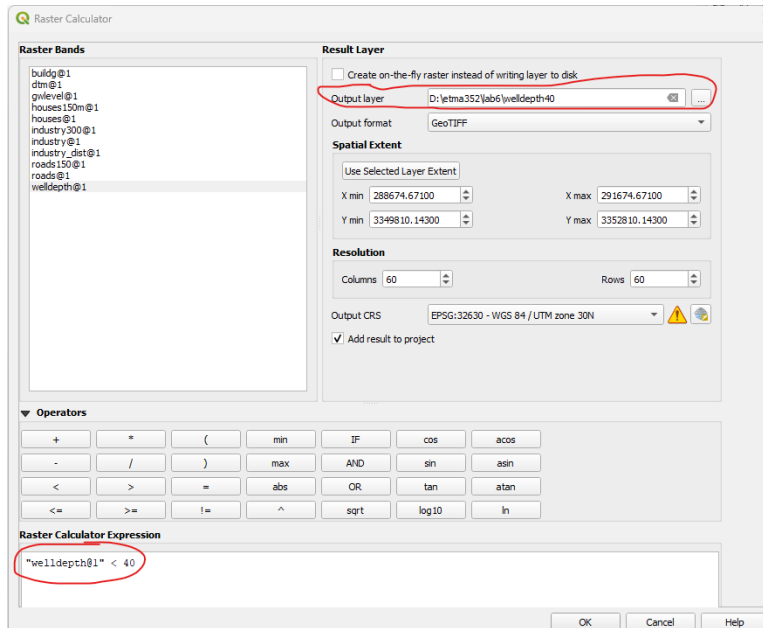 Raster Calculator
Raster Bands
buildg@1
dtm@1
gwlevel@1
houses150m@1
houses@1
industry300@1
industry@1
industry_dist@1
roads150@1
roads@1
welldepth@1
Result Layer
Create on-the-fly raster instead of writing layer to disk
Output layer D:\etma352\lab6\welldepth40 ...
Output format GeoTIFF
Spatial Extent
Use Selected Layer Extent
X min 288674.67100 X max 291674.67100
Y min 3349810.14300 Y max 3352810.14300
Resolution
Columns 60 Rows 60
Output CRS EPSG:32630 - WGS 84 / UTM zone 30N
Add result to project
Operators
+ * ( min IF cos acos
- / ) max AND sin asin
< > = abs OR tan atan
<= >= != ^ sqrt log10 ln
Raster Calculator Expression
"welldepth@1" < 40
OK Cancel Help